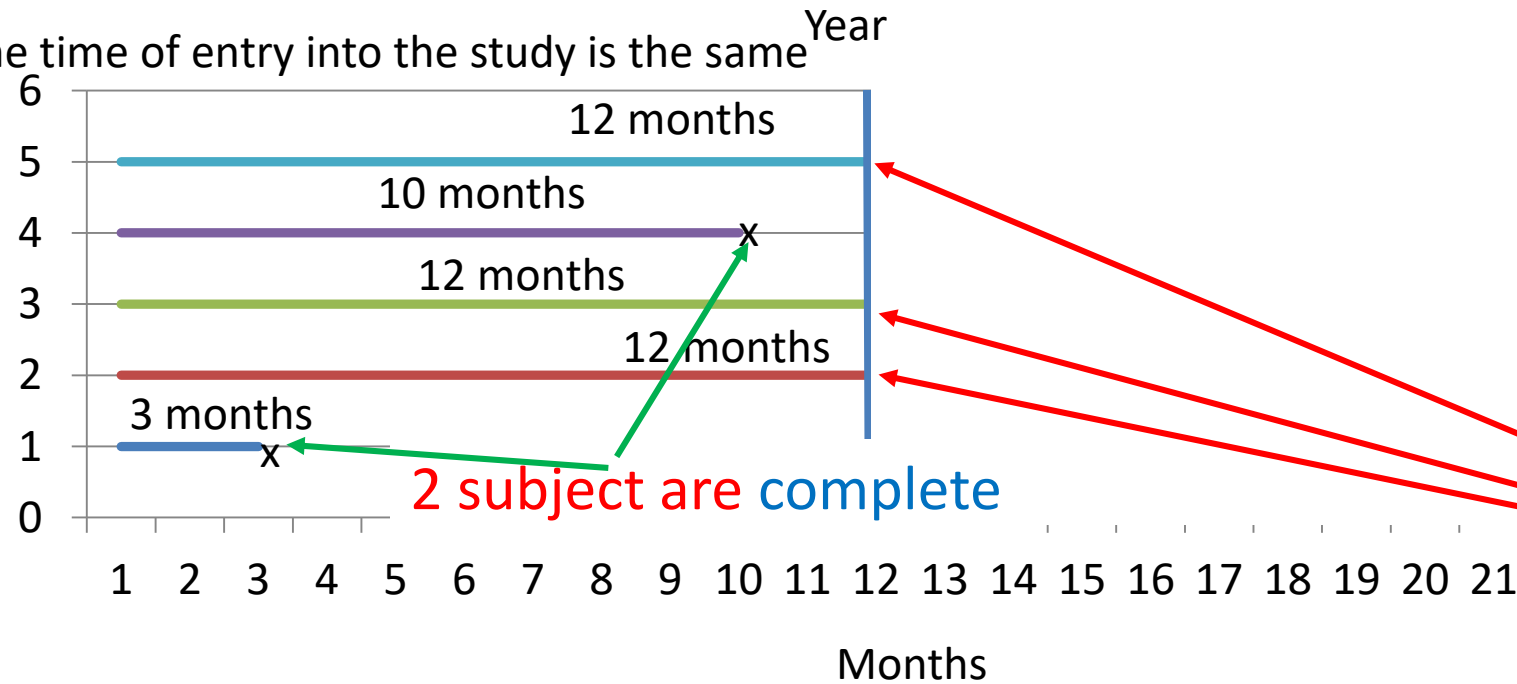 Year
time of entry into the study is the same
6
12 months
5
10 months
4
x
12 months
3
12 months
2
3 months
1
x
2 subject are complete
0
1 2 3 4 5 6 7 8 9 10 11 12 13 14 15 16 17 18 19 20 21
Months